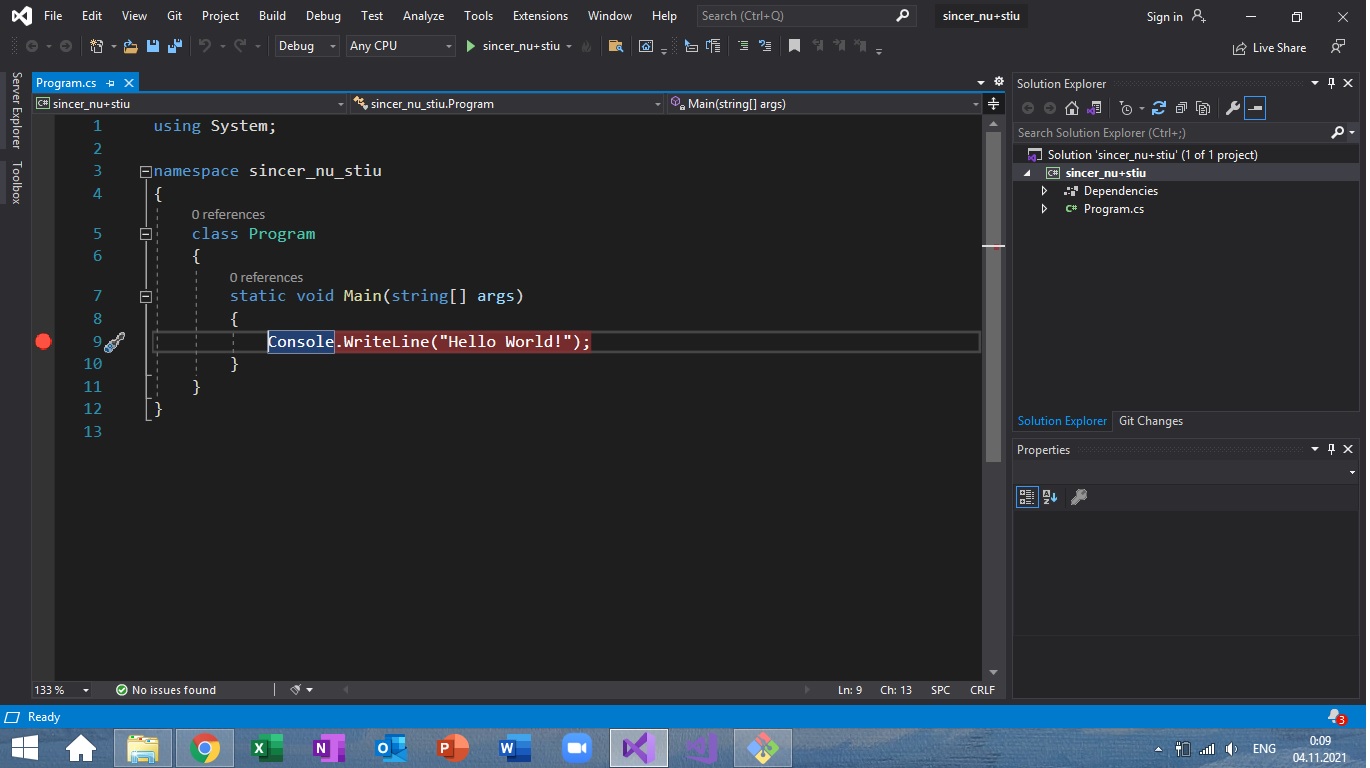 File Edit View Git Project Build Debug Test Analyze Tools Extensions Window Help Search (Ctrl+Q) sincer_nu+stiu Sign in
Debug Any CPU sincer_nu+stiu Live Share
Server Explorer
Toolbox
Program.cs
sincer_nu+stiu sincer_nu_stiu.Program Main(string[] args)
1 using System;
2
3 namespace sincer_nu_stiu
4 {
0 references
5 class Program
6 {
0 references
7 static void Main(string[] args)
8 {
9 Console.WriteLine("Hello World!");
10 }
11 }
12 }
13
133 % No issues found Ln: 9 Ch: 13 SPC CRLF
Solution Explorer
Search Solution Explorer (Ctrl+;)
Solution 'sincer_nu+stiu' (1 of 1 project)
C# sincer_nu+stiu
Dependencies
C# Program.cs
Solution Explorer Git Changes
Properties
Ready 3
ENG 0:09
04.11.2021